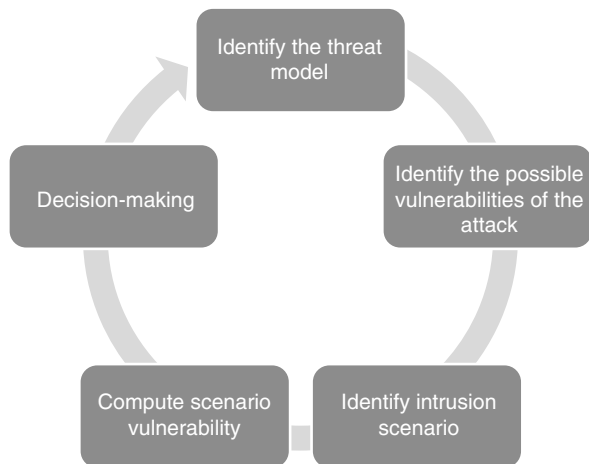 Identify the threat
model
Identify the possible
vulnerabilities of the
attack
Identify intrusion
scenario
Compute scenario
vulnerability
Decision-making